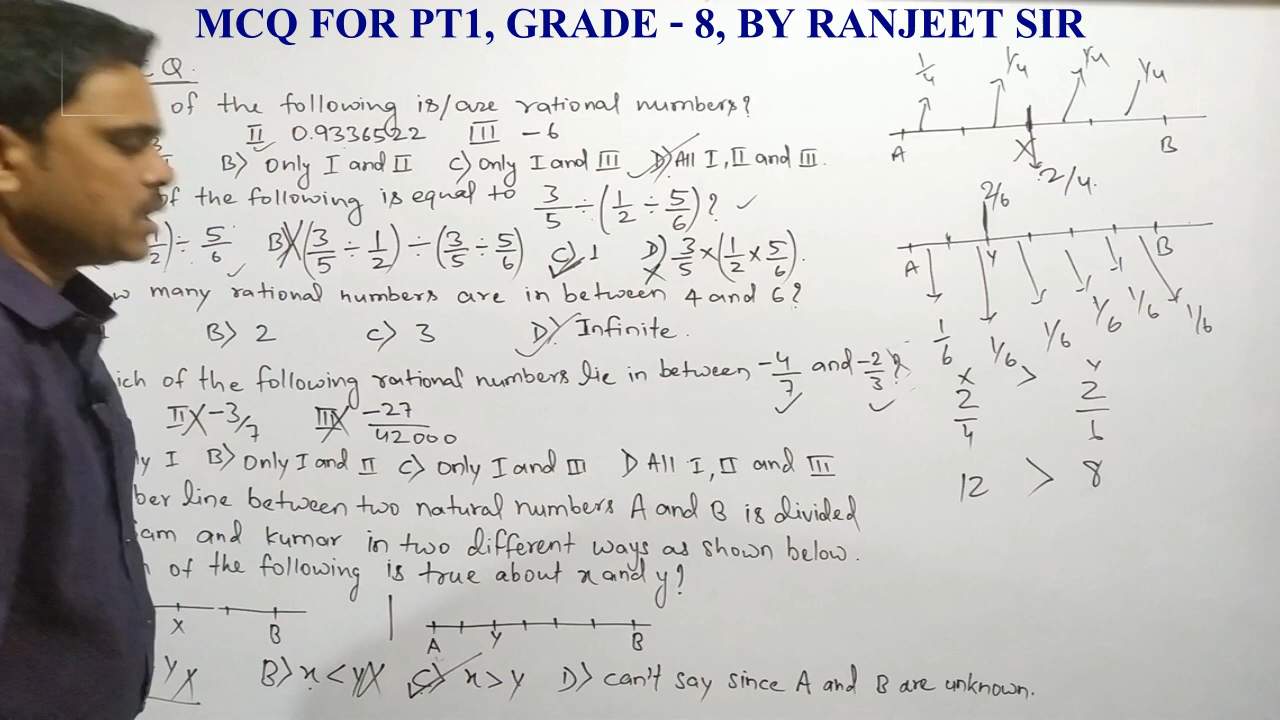 MCQ FOR PT1, GRADE - 8, BY RANJEET SIR
Q.
of the following is/are rational numbers?
II 0.9336522 III -6
B) Only I and II C) Only I and III D) All I, II and III.
of the following is equal to 3/5 ÷ (1/2 ÷ 5/6)? ✓
÷ 5/6 B) (3/5 ÷ 1/2) ÷ (3/5 ÷ 5/6) C) 1 D) 3/5 × (1/2 × 5/6).
many rational numbers are in between 4 and 6?
B) 2 C) 3 D) Infinite.
ich of the following rational numbers lie in between -4/7 and -2/3?
II X -3/7 III X -27/42000
ly I B) Only I and II C) Only I and III D All I, II and III
ber line between two natural numbers A and B is divided
am and Kumar in two different ways as shown below.
of the following is true about x and y?
X B
A Y B
B) x < y X C) x > y D) can't say since A and B are unknown.
1/4 1/4 1/4 1/4
A X B
2/4.
2/6
A Y B
1/6 1/6 1/6 1/6 1/6 1/6
x > y
2/4 2/6
12 > 8